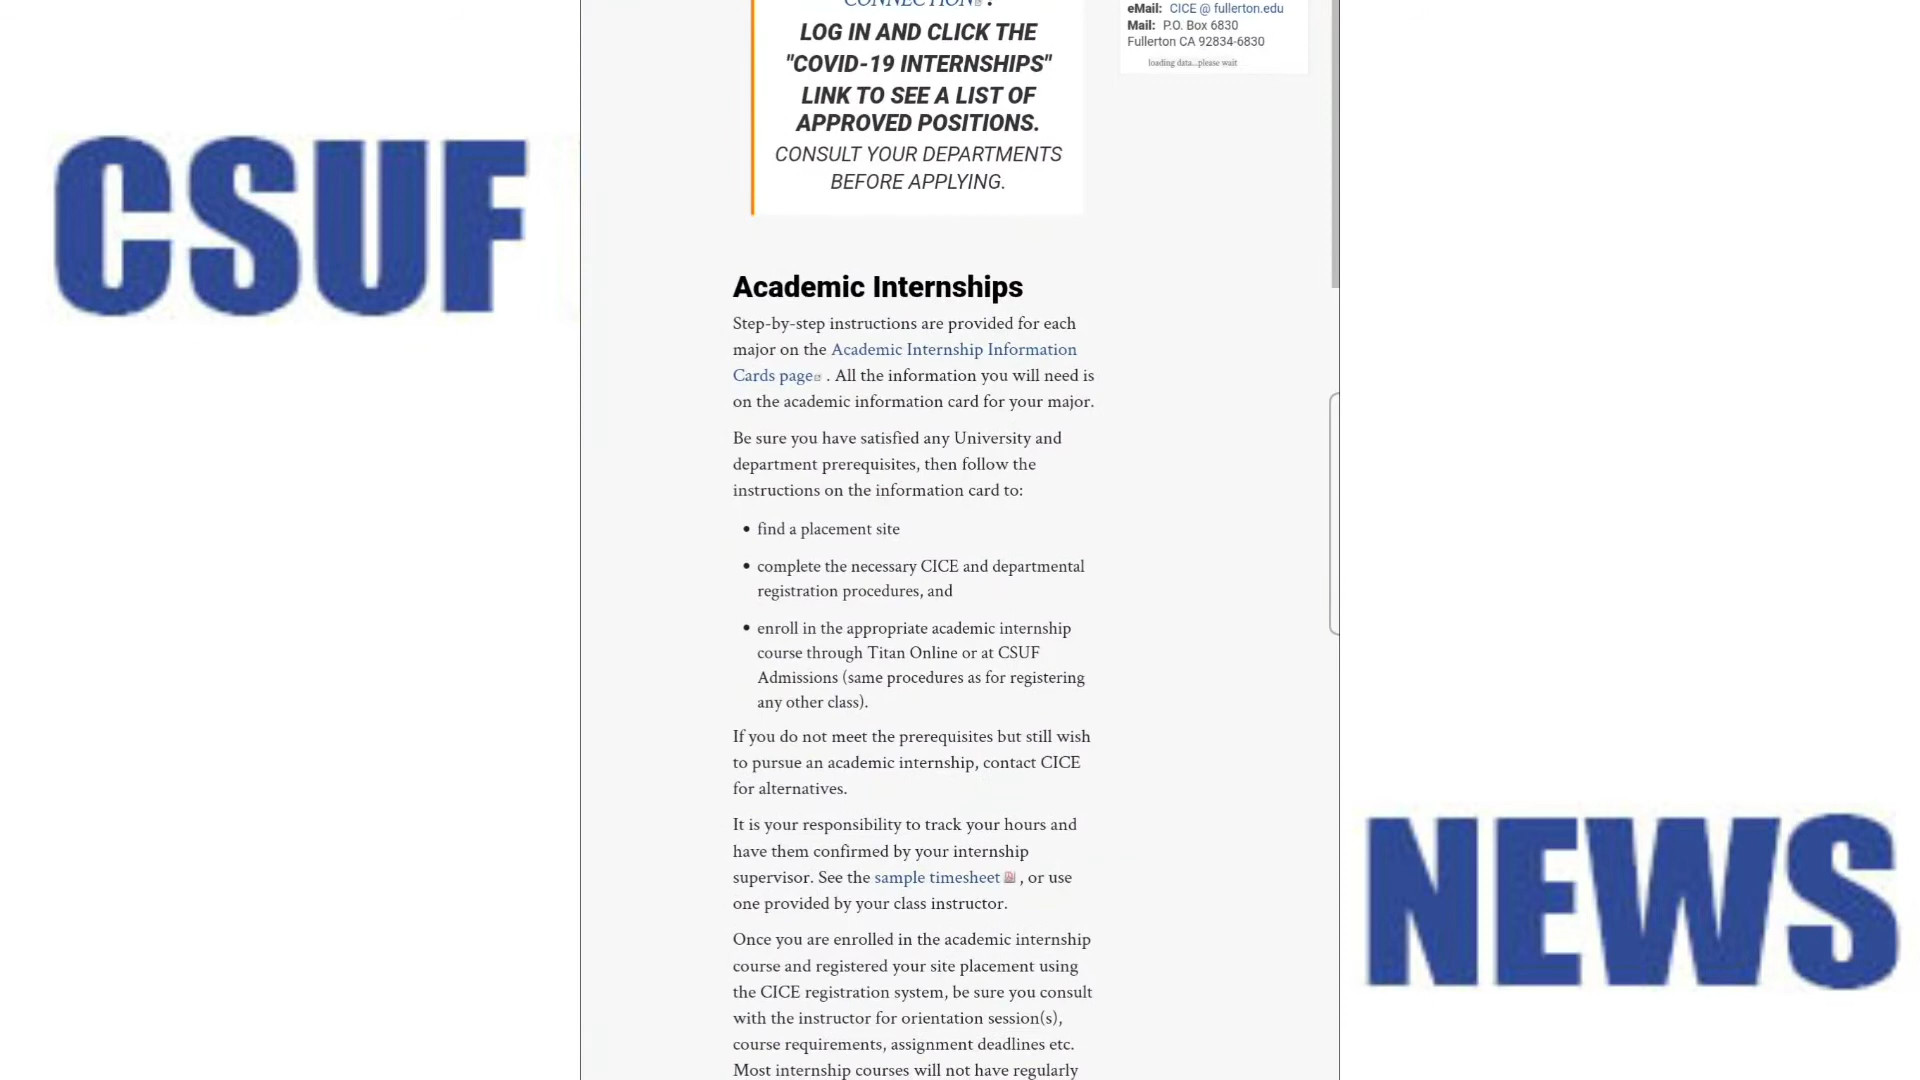 CONNECTION .
LOG IN AND CLICK THE
"COVID-19 INTERNSHIPS"
LINK TO SEE A LIST OF
APPROVED POSITIONS.
CONSULT YOUR DEPARTMENTS
BEFORE APPLYING.
eMail: CICE @ fullerton.edu
Mail: P.O. Box 6830
Fullerton CA 92834-6830
loading data...please wait
CSUF
Academic Internships
Step-by-step instructions are provided for each
major on the Academic Internship Information
Cards page . All the information you will need is
on the academic information card for your major.
Be sure you have satisfied any University and
department prerequisites, then follow the
instructions on the information card to:
• find a placement site
• complete the necessary CICE and departmental
registration procedures, and
• enroll in the appropriate academic internship
course through Titan Online or at CSUF
Admissions (same procedures as for registering
any other class).
If you do not meet the prerequisites but still wish
to pursue an academic internship, contact CICE
for alternatives.
It is your responsibility to track your hours and
have them confirmed by your internship
supervisor. See the sample timesheet , or use
one provided by your class instructor.
Once you are enrolled in the academic internship
course and registered your site placement using
the CICE registration system, be sure you consult
with the instructor for orientation session(s),
course requirements, assignment deadlines etc.
Most internship courses will not have regularly
NEWS